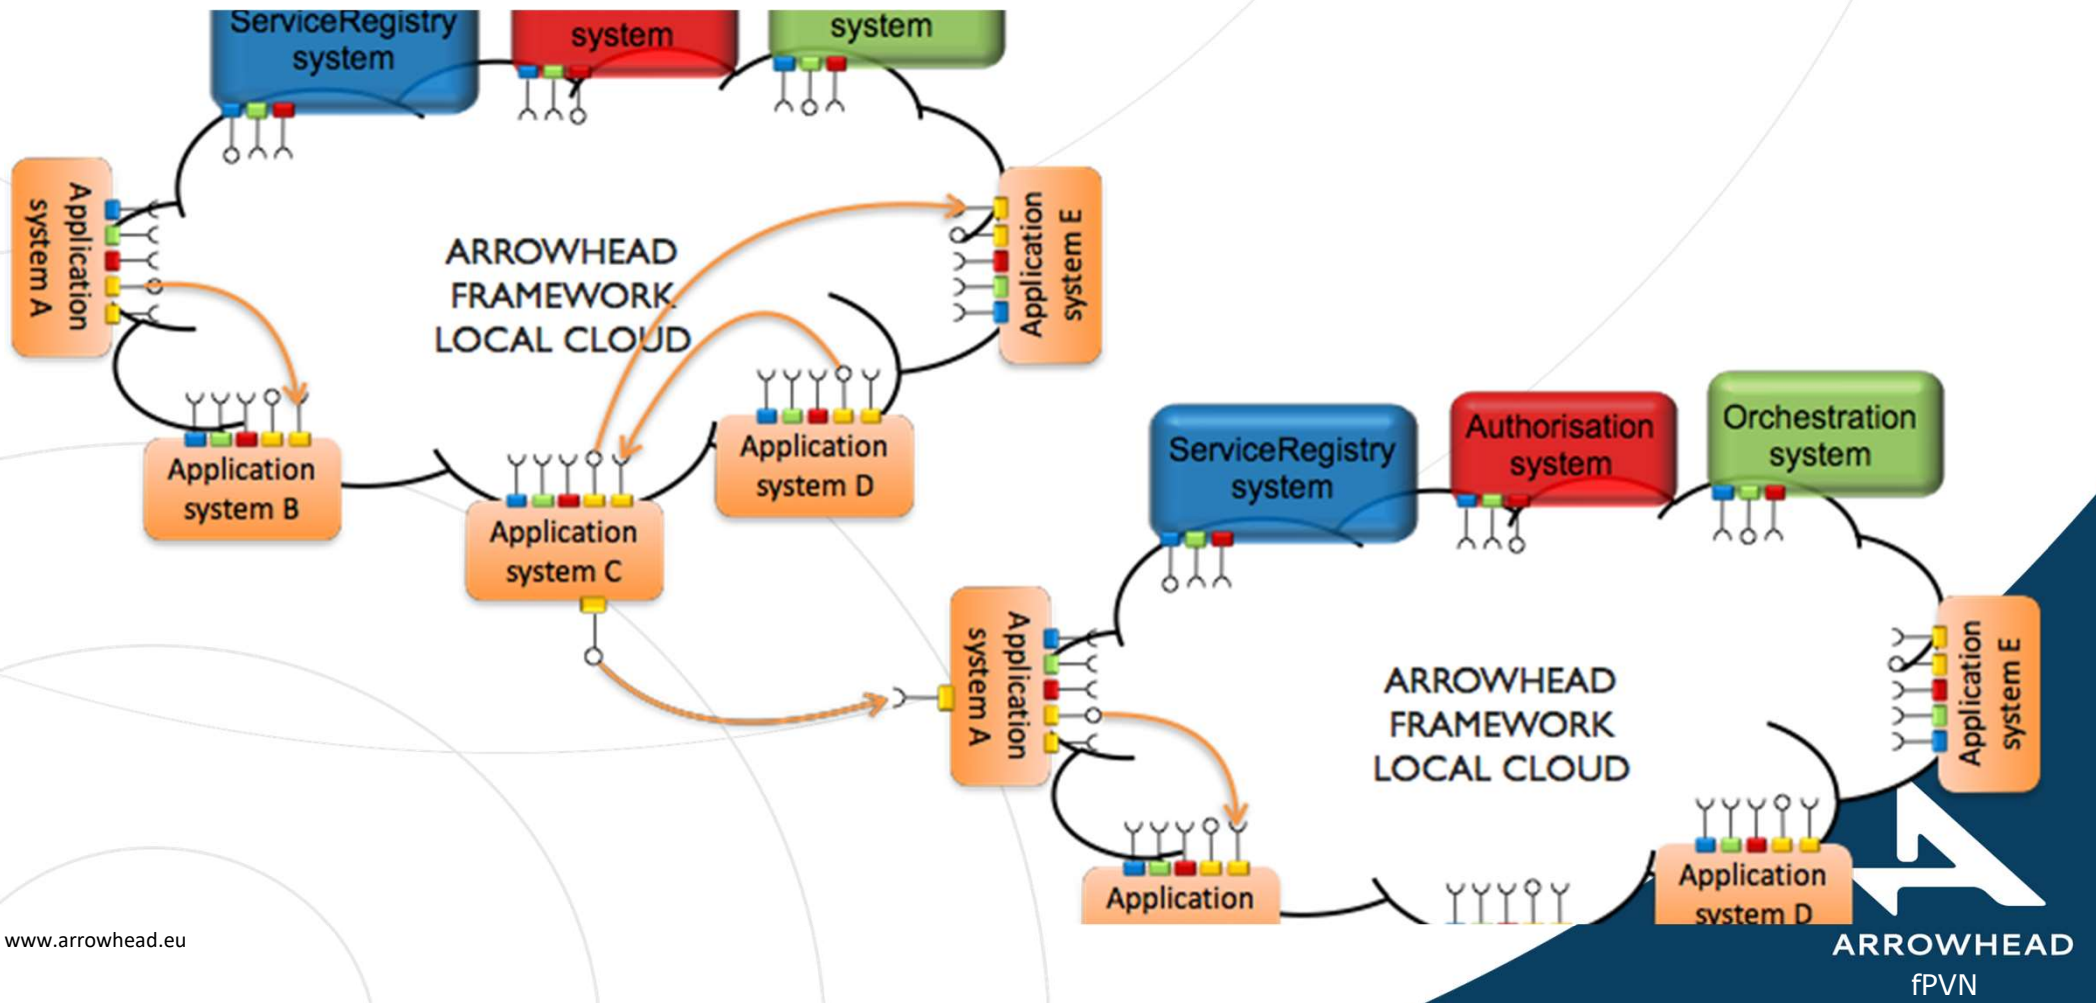 ServiceRegistry
system
system
system
Application
system A
Application
system E
ARROWHEAD
FRAMEWORK
LOCAL CLOUD
Application
system B
Application
system C
Application
system D
ServiceRegistry
system
Authorisation
system
Orchestration
system
Application
system A
Application
system E
ARROWHEAD
FRAMEWORK
LOCAL CLOUD
Application
Application
system D
www.arrowhead.eu
ARROWHEAD
fPVN